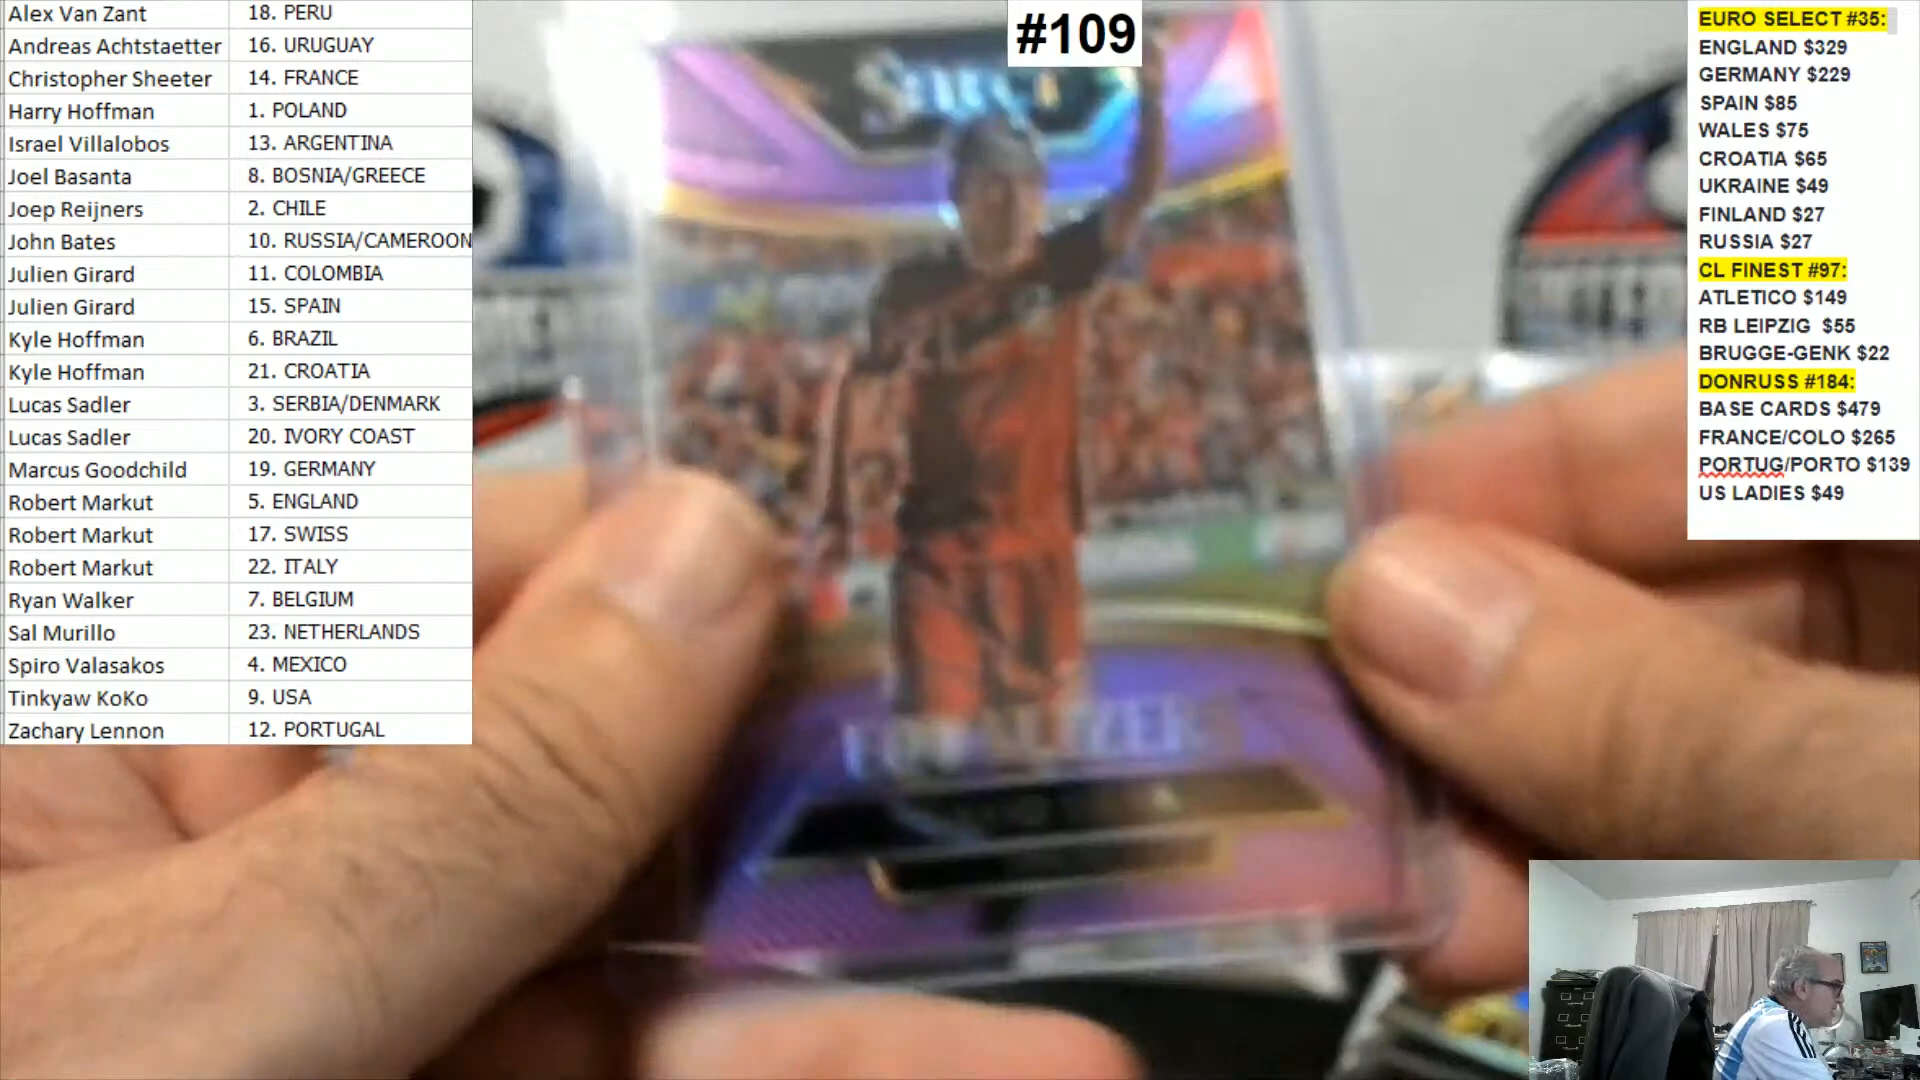 Alex Van Zant 18. PERU
Andreas Achtstaetter 16. URUGUAY
Christopher Sheeter 14. FRANCE
Harry Hoffman 1. POLAND
Israel Villalobos 13. ARGENTINA
Joel Basanta 8. BOSNIA/GREECE
Joep Reijners 2. CHILE
John Bates 10. RUSSIA/CAMEROON
Julien Girard 11. COLOMBIA
Julien Girard 15. SPAIN
Kyle Hoffman 6. BRAZIL
Kyle Hoffman 21. CROATIA
Lucas Sadler 3. SERBIA/DENMARK
Lucas Sadler 20. IVORY COAST
Marcus Goodchild 19. GERMANY
Robert Markut 5. ENGLAND
Robert Markut 17. SWISS
Robert Markut 22. ITALY
Ryan Walker 7. BELGIUM
Sal Murillo 23. NETHERLANDS
Spiro Valasakos 4. MEXICO
Tinkyaw KoKo 9. USA
Zachary Lennon 12. PORTUGAL
#109
SELECT
EQUALIZERS
EURO SELECT #35:
ENGLAND $329
GERMANY $229
SPAIN $85
WALES $75
CROATIA $65
UKRAINE $49
FINLAND $27
RUSSIA $27
CL FINEST #97:
ATLETICO $149
RB LEIPZIG $55
BRUGGE-GENK $22
DONRUSS #184:
BASE CARDS $479
FRANCE/COLO $265
PORTUG/PORTO $139
US LADIES $49